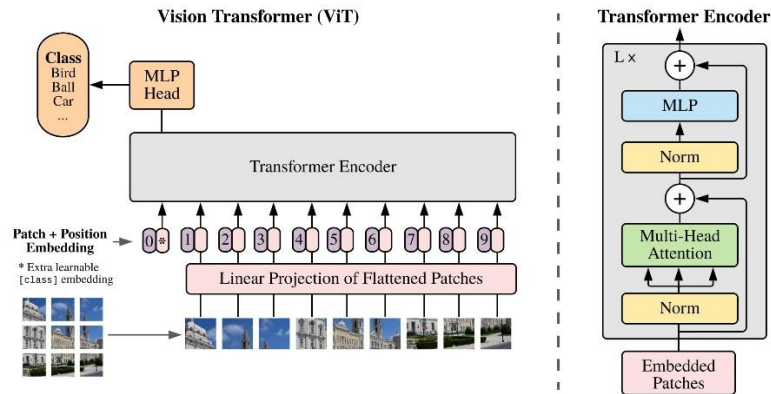 Vision Transformer (ViT)
Class
Bird
Ball
Car
...
MLP
Head
Transformer Encoder
Patch + Position
Embedding
0 * 1 2 3 4 5 6 7 8 9
* Extra learnable
[class] embedding
Linear Projection of Flattened Patches
Transformer Encoder
L x
+
MLP
Norm
+
Multi-Head
Attention
Norm
Embedded
Patches